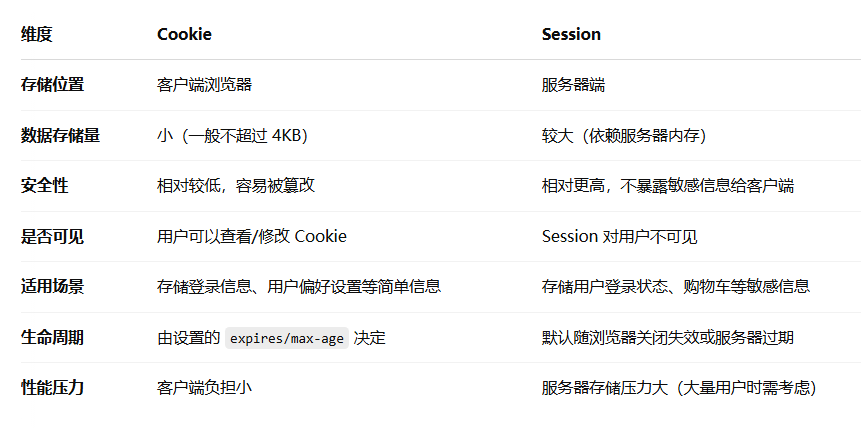 维度 Cookie Session
存储位置 客户端浏览器 服务器端
数据存储量 小（一般不超过 4KB） 较大（依赖服务器内存）
安全性 相对较低，容易被篡改 相对更高，不暴露敏感信息给客户端
是否可见 用户可以查看/修改 Cookie Session 对用户不可见
适用场景 存储登录信息、用户偏好设置等简单信息 存储用户登录状态、购物车等敏感信息
生命周期 由设置的 expires/max-age 决定 默认随浏览器关闭失效或服务器过期
性能压力 客户端负担小 服务器存储压力大（大量用户时需考虑）